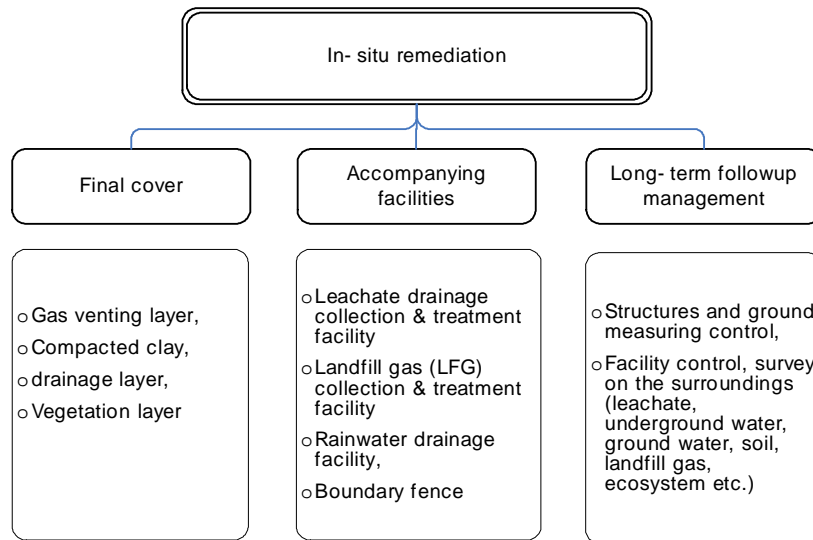 In- situ remediation
Final cover
Accompanying
facilities
Long- term followup
management
Gas venting layer,
Compacted clay,
drainage layer,
Vegetation layer
Leachate drainage
collection & treatment
facility
Landfill gas (LFG)
collection & treatment
facility
Rainwater drainage
facility,
Boundary fence
Structures and ground
measuring control,
Facility control, survey
on the surroundings
(leachate,
underground water,
ground water, soil,
landfill gas,
ecosystem etc.)